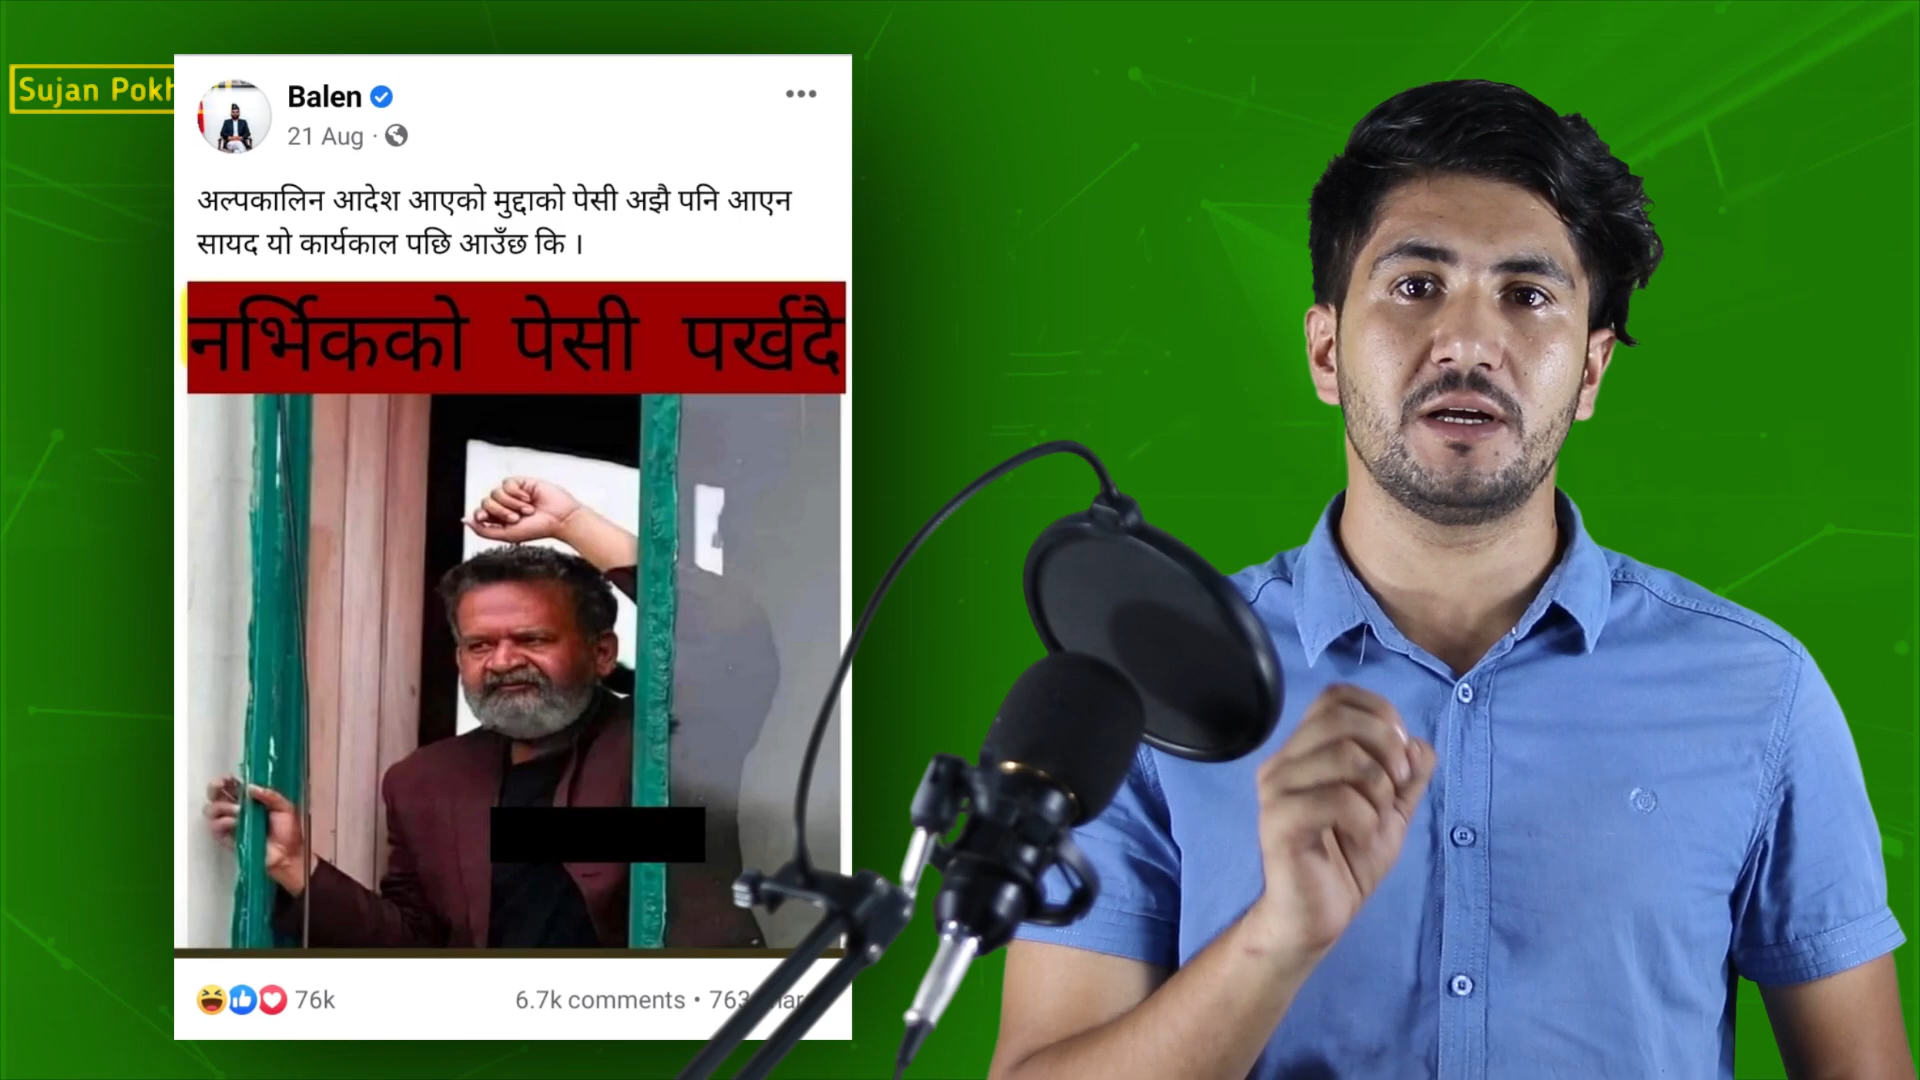 Sujan
Balen
21 Aug ·
अल्पकालिन आदेश आएको मुद्दाको पेसी अझै पनि आएन
सायद यो कार्यकाल पछि आउँछ कि ।
नर्भिकको पेसी पर्खदै
76k
6.7k comments • 763